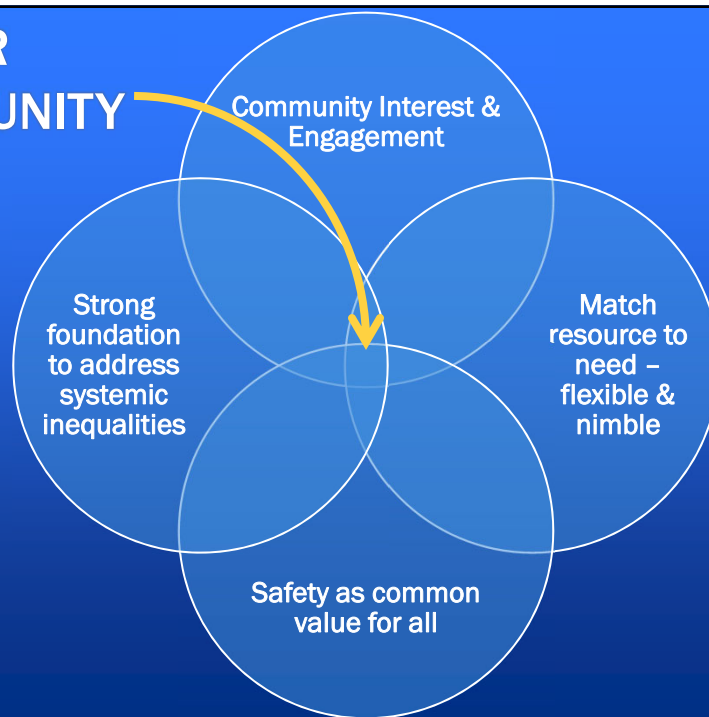 R
UNITY
Community Interest &
Engagement
Strong
foundation
to address
systemic
inequalities
Match
resource to
need –
flexible &
nimble
Safety as common
value for all